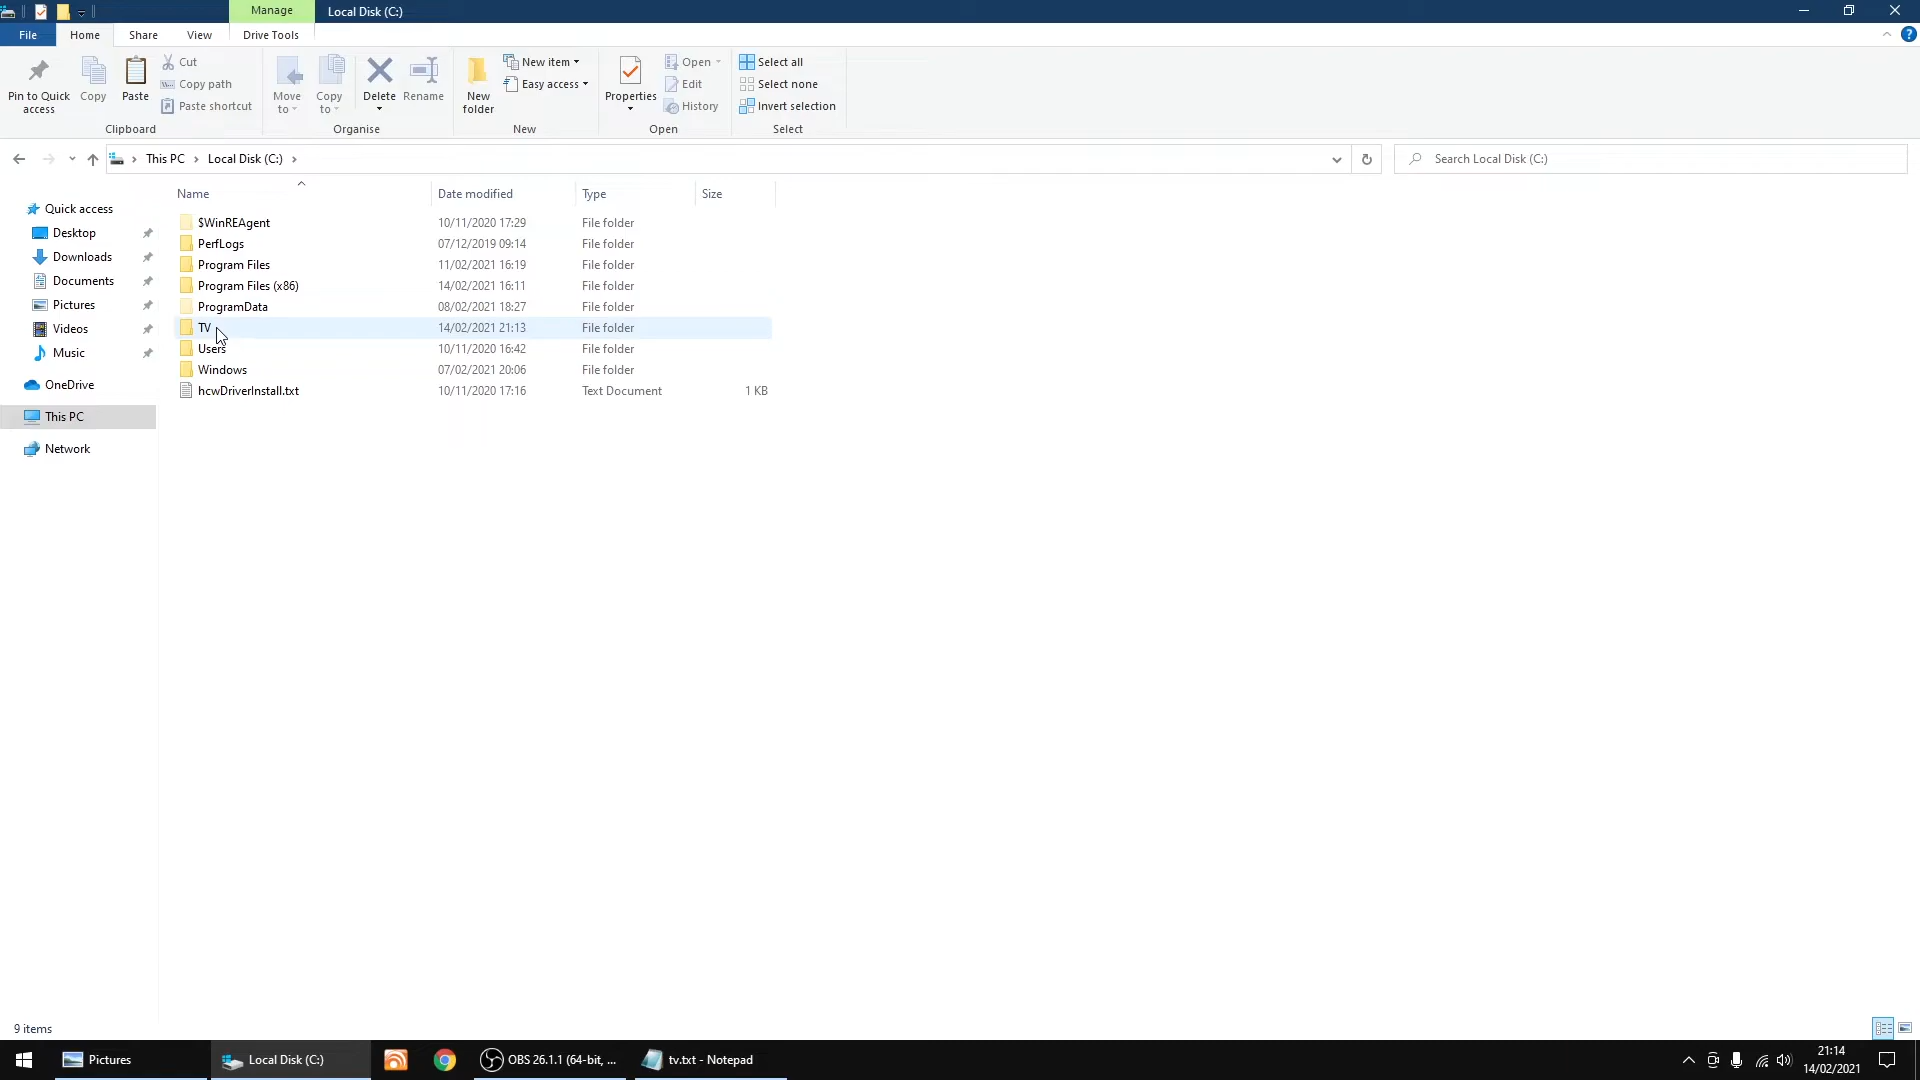 Manage
Local Disk (C:)
File
Home
Share
View
Drive Tools
?
Pin to Quick access
Copy
Paste
Cut
Copy path
Paste shortcut
Clipboard
Move to
Copy to
Delete
Rename
Organise
New folder
New item
Easy access
New
Properties
Open
Edit
History
Open
Select all
Select none
Invert selection
Select
This PC
Local Disk (C:)
Search Local Disk (C:)
Quick access
Desktop
Downloads
Documents
Pictures
Videos
Music
OneDrive
This PC
Network
Name Date modified Type Size
$WinREAgent 10/11/2020 17:29 File folder
PerfLogs 07/12/2019 09:14 File folder
Program Files 11/02/2021 16:19 File folder
Program Files (x86) 14/02/2021 16:11 File folder
ProgramData 08/02/2021 18:27 File folder
TV 14/02/2021 21:13 File folder
Users 10/11/2020 16:42 File folder
Windows 07/02/2021 20:06 File folder
hcwDriverInstall.txt 10/11/2020 17:16 Text Document 1 KB
9 items
Pictures
Local Disk (C:)
OBS 26.1.1 (64-bit, ...
tv.txt - Notepad
21:14
14/02/2021